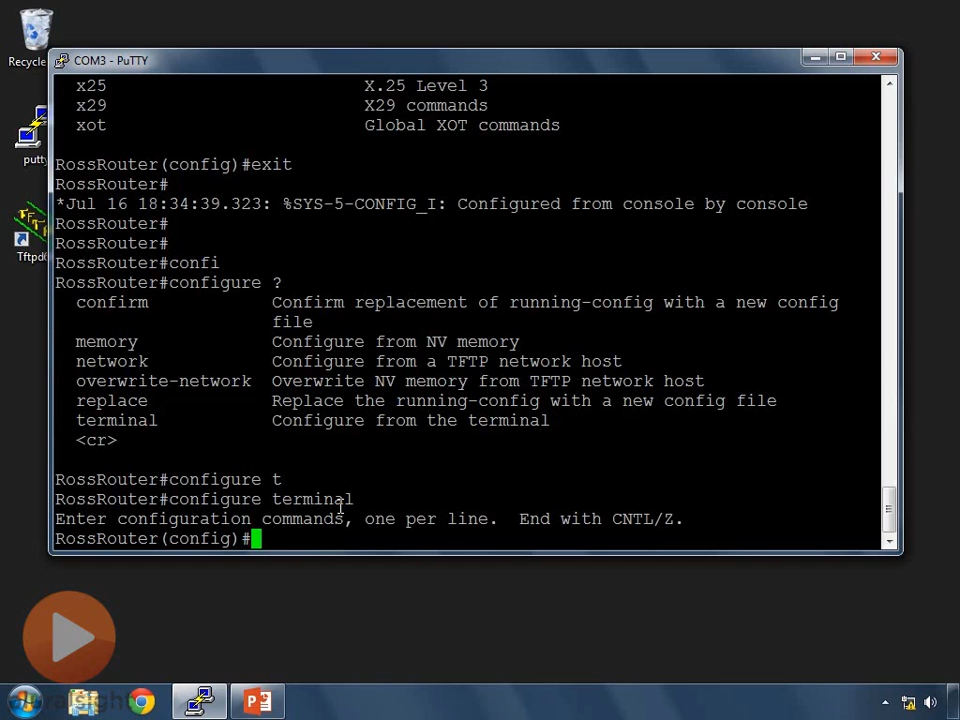 Recycle
COM3 - PuTTY
x25 X.25 Level 3
x29 X29 commands
xot Global XOT commands
putty
RossRouter(config)#exit
RossRouter#
*Jul 16 18:34:39.323: %SYS-5-CONFIG_I: Configured from console by console
RossRouter#
RossRouter#
Tftpd
RossRouter#confi
RossRouter#configure ?
confirm Confirm replacement of running-config with a new config
file
memory Configure from NV memory
network Configure from a TFTP network host
overwrite-network Overwrite NV memory from TFTP network host
replace Replace the running-config with a new config file
terminal Configure from the terminal
<cr>
RossRouter#configure t
RossRouter#configure terminal
Enter configuration commands, one per line.  End with CNTL/Z.
RossRouter(config)#
pluralsight